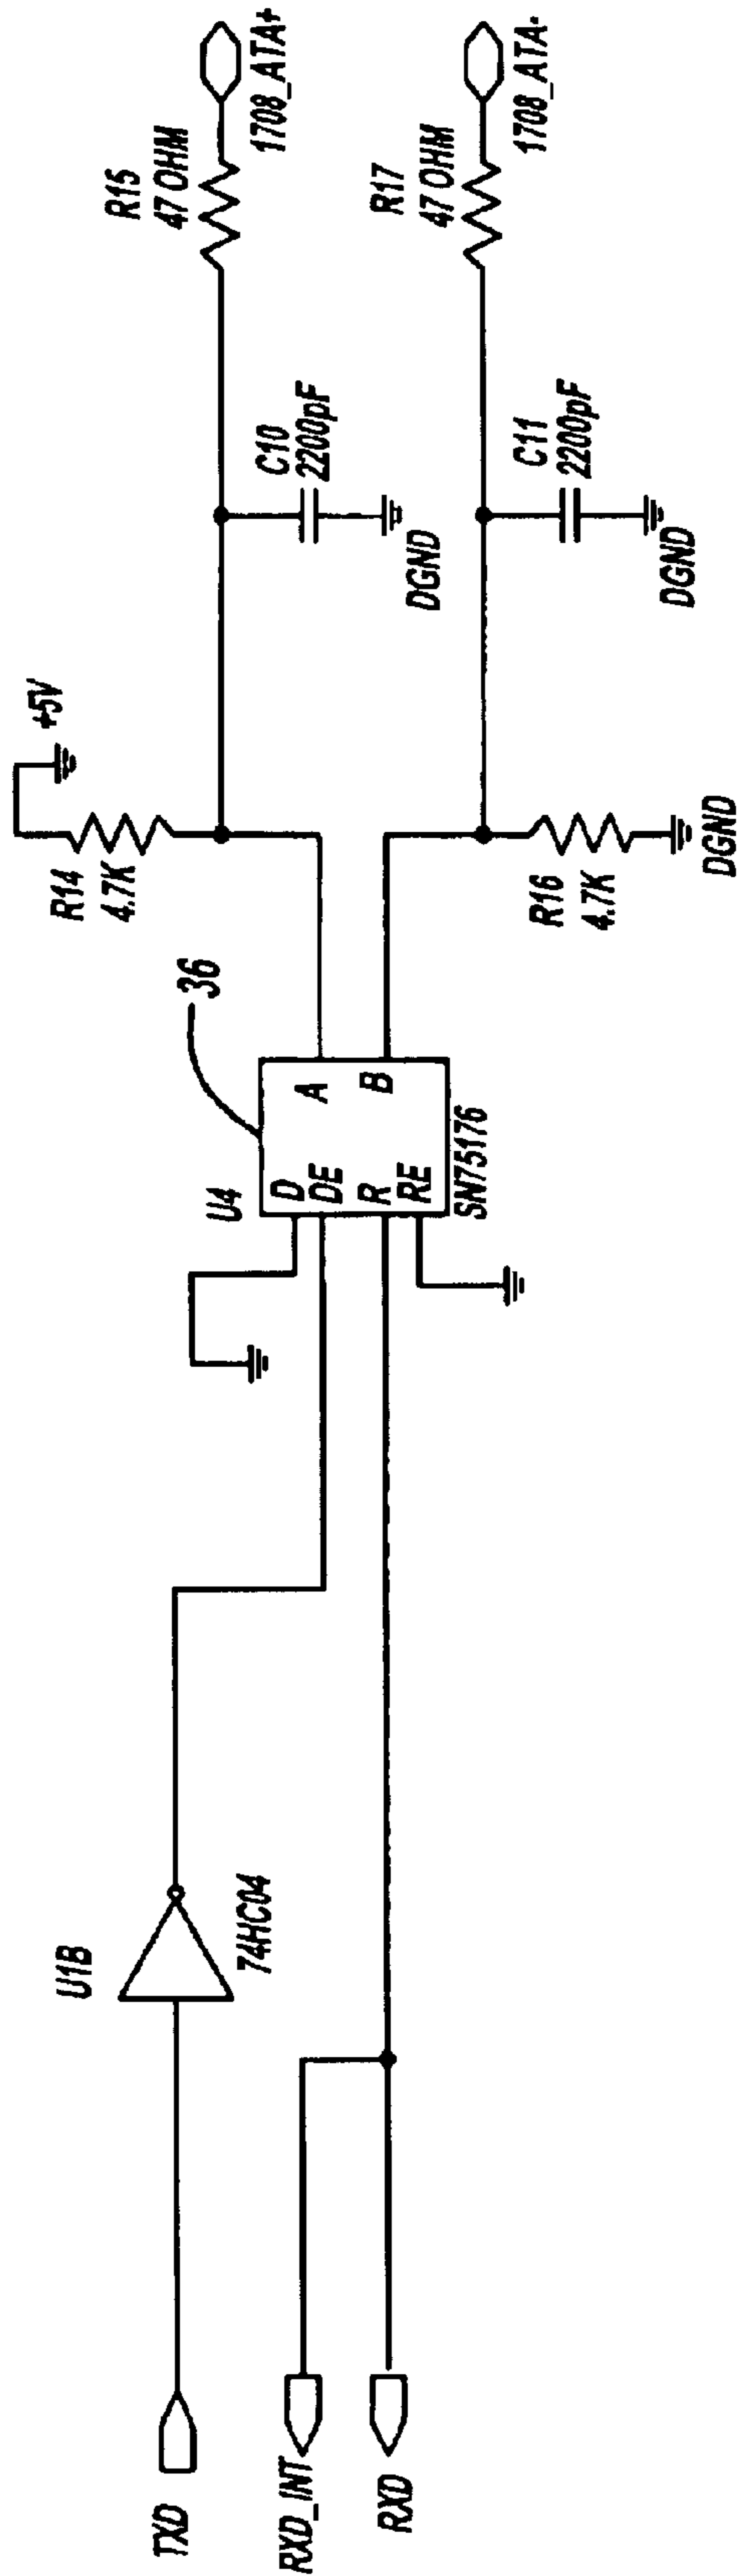 TXD
RXD_INT
RXD
U1B
74HC04
U4
D
DE
R
RE
A
B
SN75176
36
R14
4.7K
+5V
R16
4.7K
DGND
C10
2200pF
DGND
C11
2200pF
DGND
R15
47 OHM
1708_ATA+
R17
47 OHM
1708_ATA-